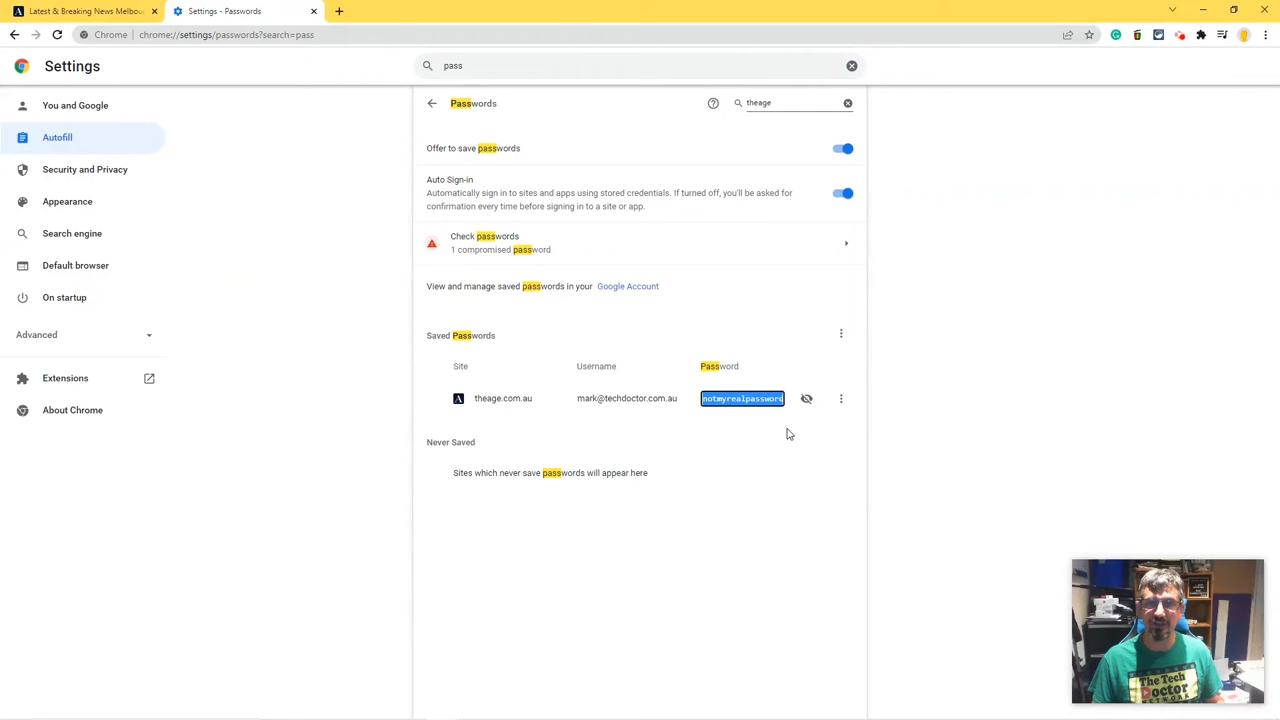 Latest & Breaking News Melbou
Settings - Passwords
Chrome
chrome://settings/passwords?search=pass
Settings
pass
You and Google
Autofill
Security and Privacy
Appearance
Search engine
Default browser
On startup
Advanced
Extensions
About Chrome
Passwords
theage
Offer to save passwords
Auto Sign-in
Automatically sign in to sites and apps using stored credentials. If turned off, you'll be asked for
confirmation every time before signing in to a site or app.
Check passwords
1 compromised password
View and manage saved passwords in your Google Account
Saved Passwords
Site Username Password
theage.com.au mark@techdoctor.com.au notmyrealpassword
Never Saved
Sites which never save passwords will appear here
The Tech
Doctor